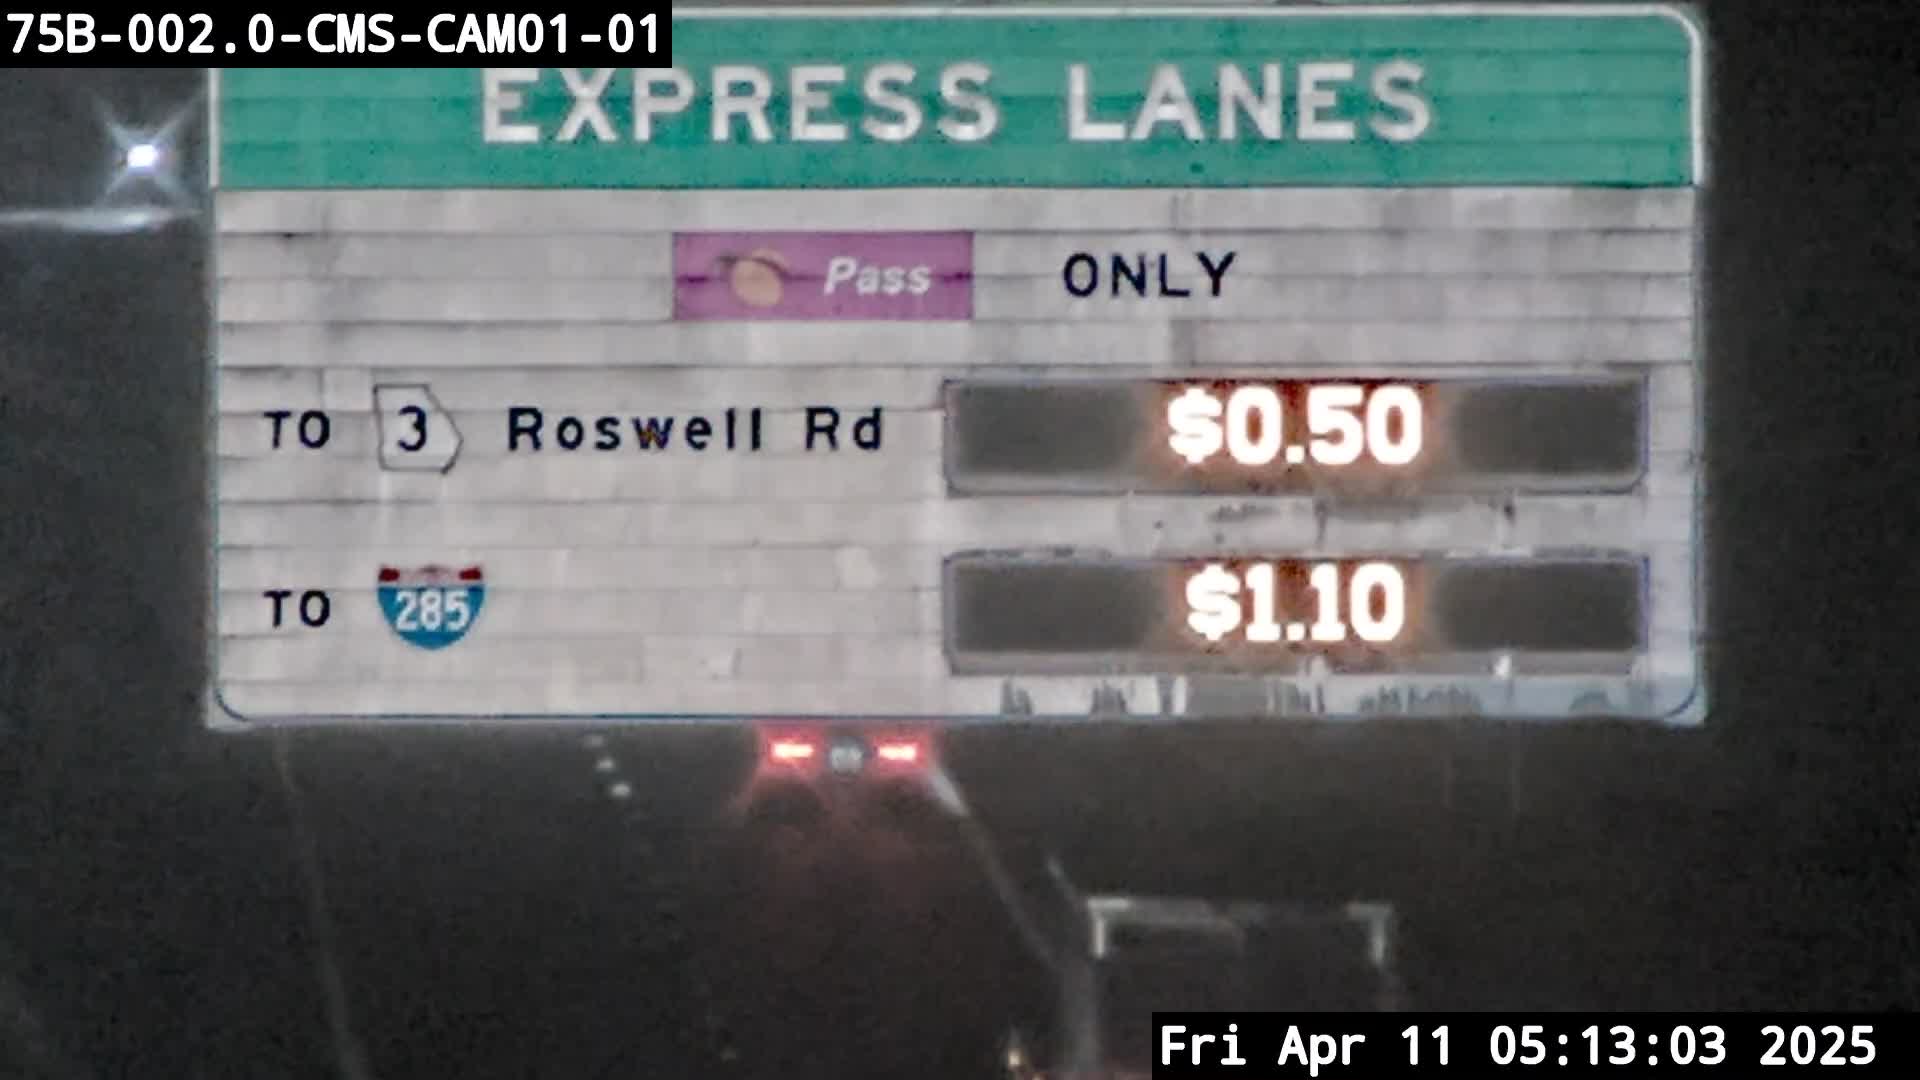 75B-002.0-CMS-CAM01-01
EXPRESS LANES
Pass ONLY
TO 3 Roswell Rd $0.50
TO 285 $1.10
Fri Apr 11 05:13:03 2025